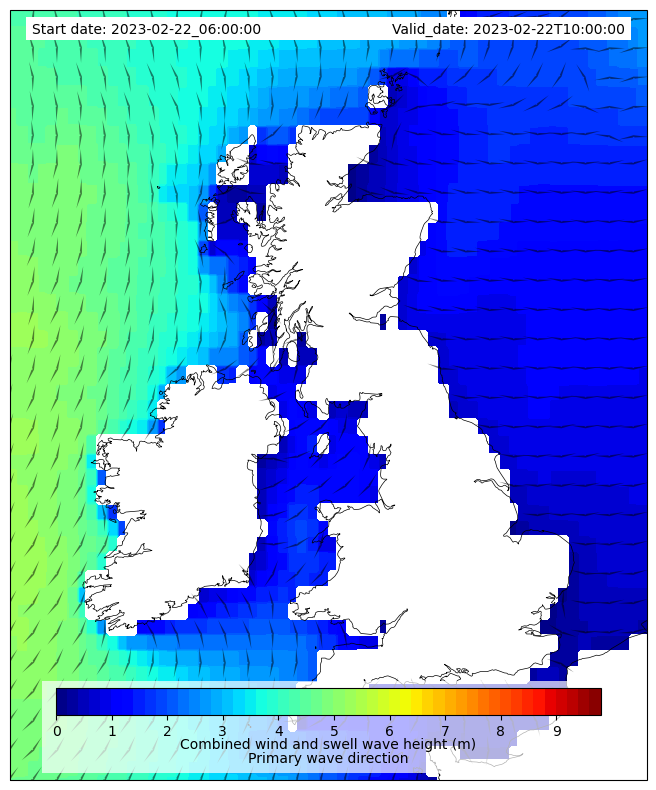 Start date: 2023-02-22_06:00:00
Valid_date: 2023-02-22T10:00:00
0 1 2 3 4 5 6 7 8 9
Combined wind and swell wave height (m)
Primary wave direction